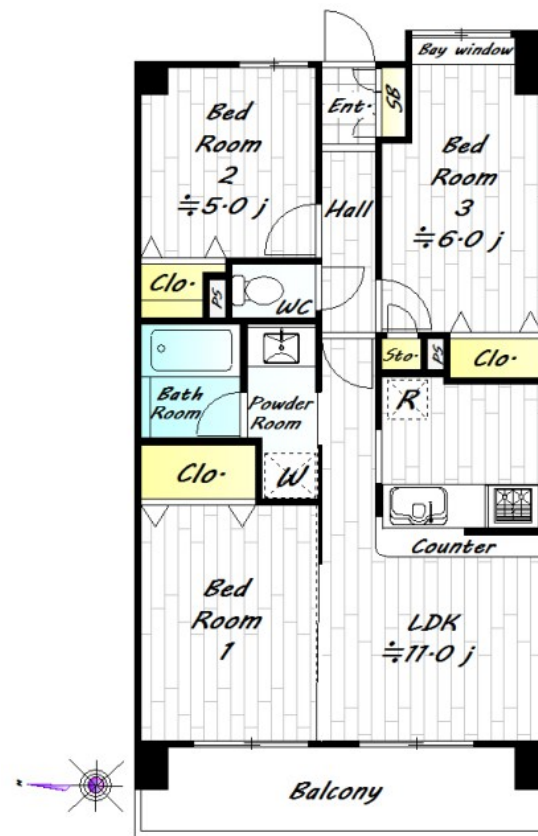 Bay window
Ent.
SB
Bed
Room
2
≒5.0 j
Bed
Room
3
≒6.0 j
Hall
Clo.
PS
WC
Sto.
PS
Clo.
Bath
Room
Powder
Room
R
Clo.
W
Counter
Bed
Room
1
LDK
≒11.0 j
Balcony